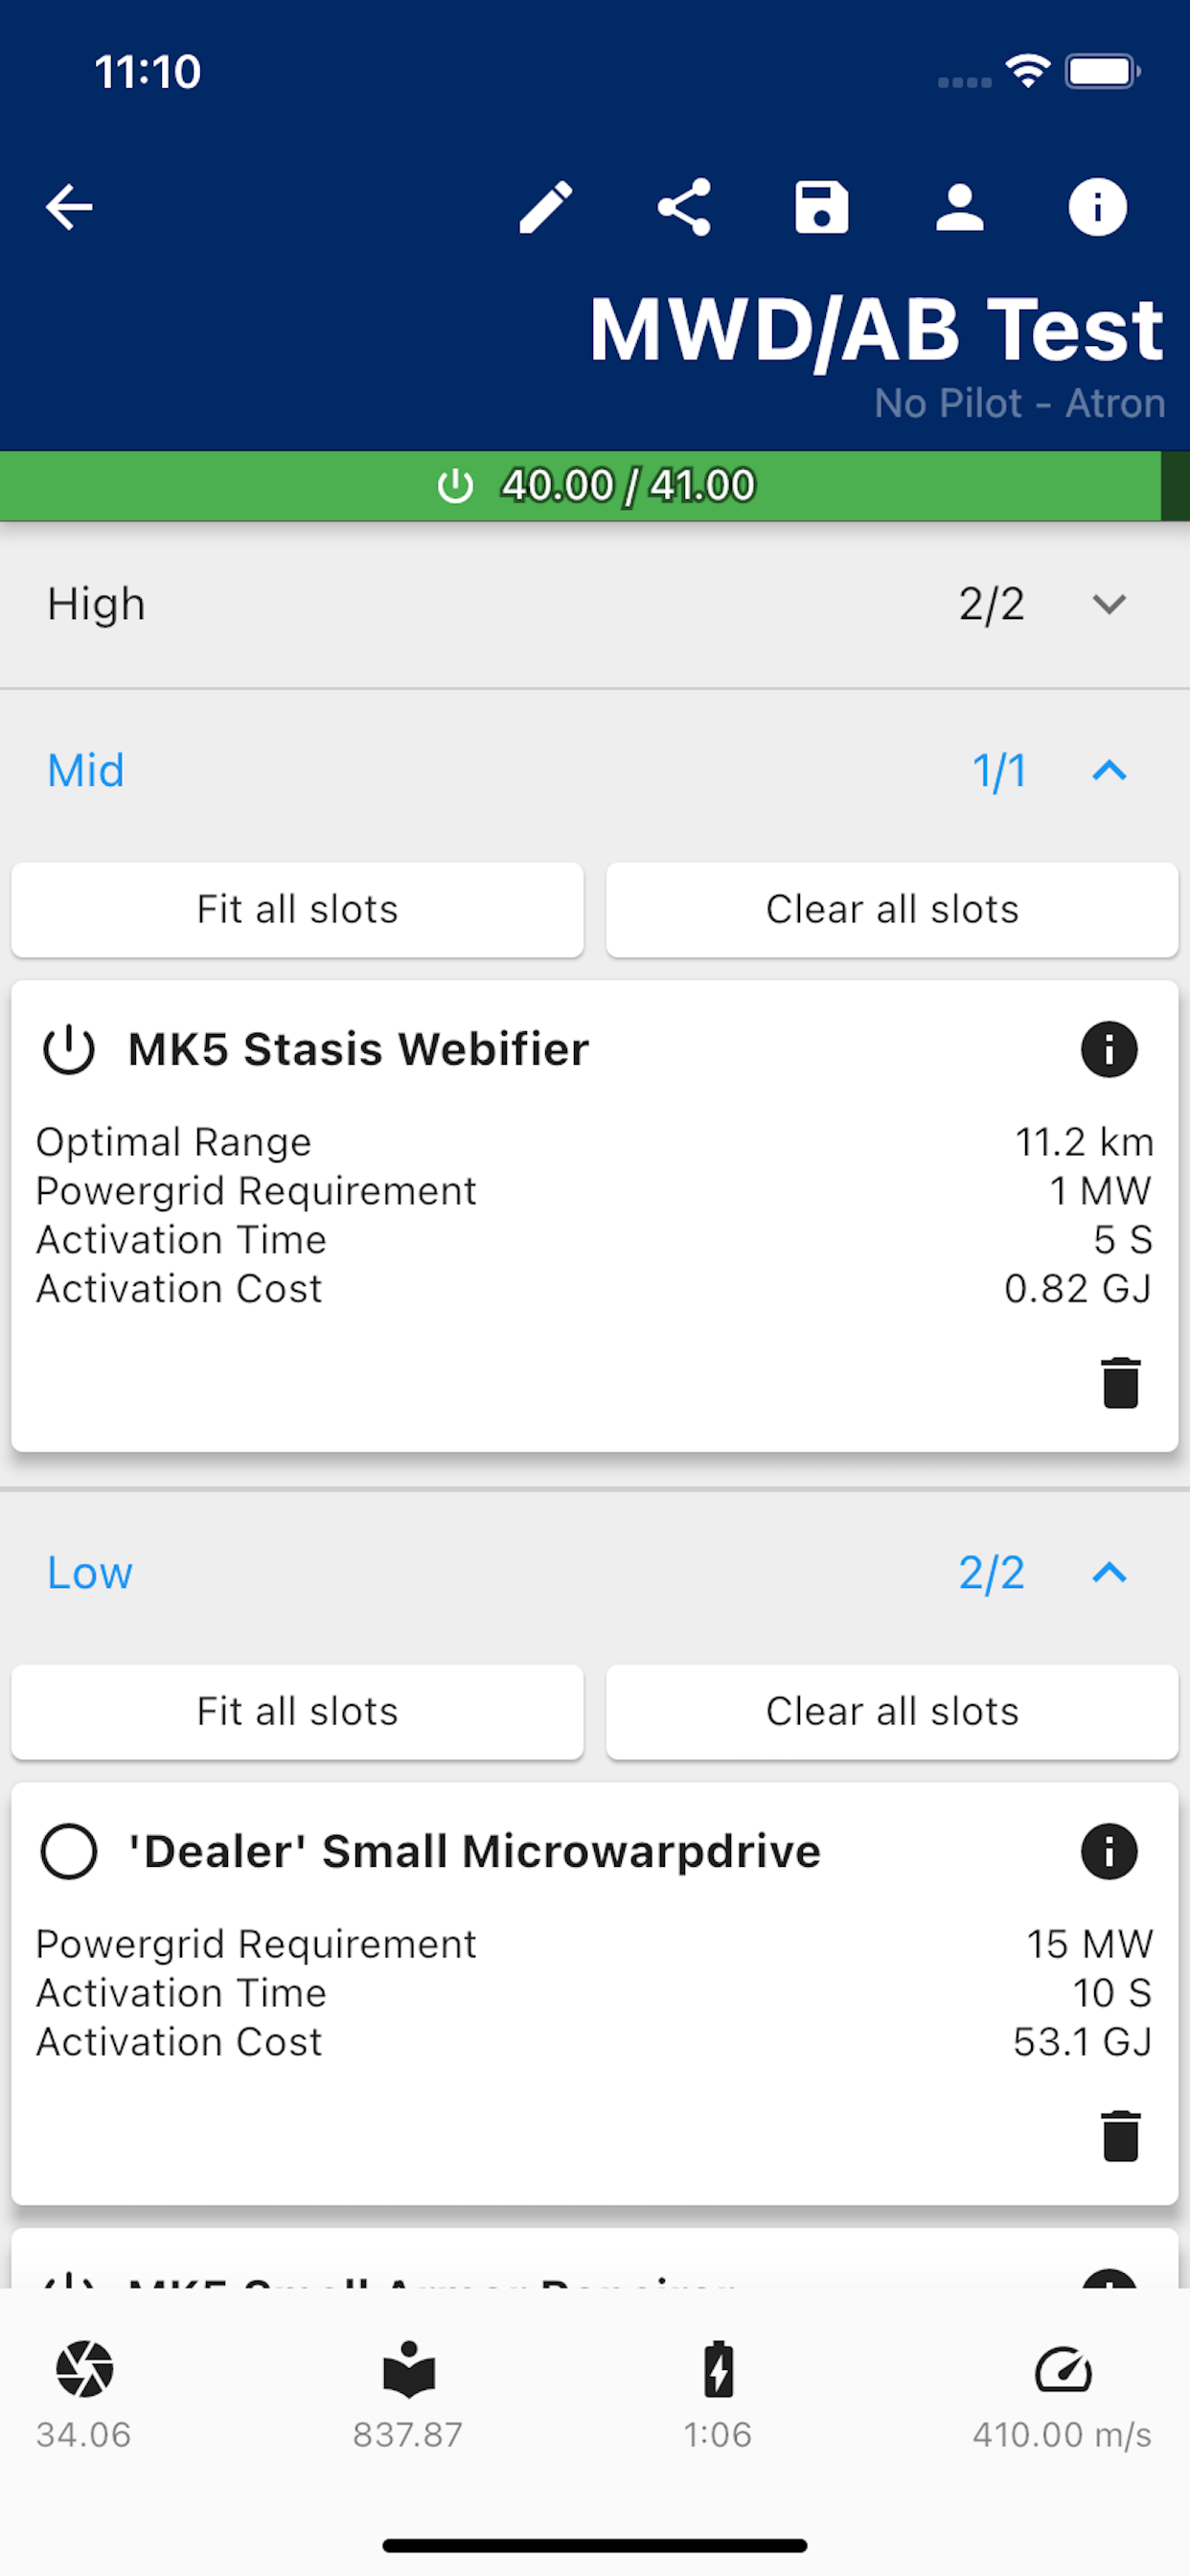 11:10
MWD/AB Test
No Pilot - Atron
40.00 / 41.00
High 2/2
Mid 1/1
Fit all slots Clear all slots
MK5 Stasis Webifier
Optimal Range 11.2 km
Powergrid Requirement 1 MW
Activation Time 5 S
Activation Cost 0.82 GJ
Low 2/2
Fit all slots Clear all slots
'Dealer' Small Microwarpdrive
Powergrid Requirement 15 MW
Activation Time 10 S
Activation Cost 53.1 GJ
MK5 Small Armor Repairer
34.06 837.87 1:06 410.00 m/s